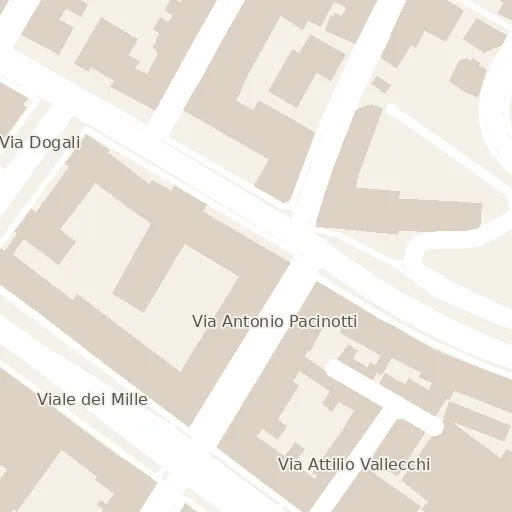 Via Dogali
Via Antonio Pacinotti
Viale dei Mille
Via Attilio Vallecchi